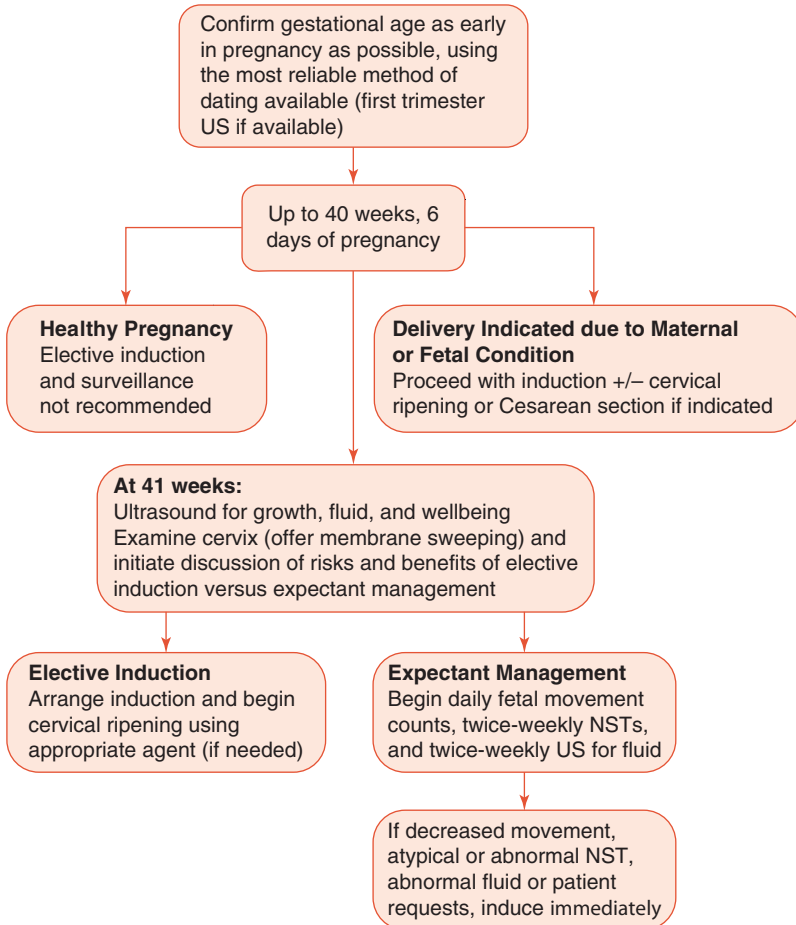 Confirm gestational age as early
in pregnancy as possible, using
the most reliable method of
dating available (first trimester
US if available)
Up to 40 weeks, 6
days of pregnancy
Healthy Pregnancy
Elective induction
and surveillance
not recommended
Delivery Indicated due to Maternal
or Fetal Condition
Proceed with induction +/– cervical
ripening or Cesarean section if indicated
At 41 weeks:
Ultrasound for growth, fluid, and wellbeing
Examine cervix (offer membrane sweeping) and
initiate discussion of risks and benefits of elective
induction versus expectant management
Elective Induction
Arrange induction and begin
cervical ripening using
appropriate agent (if needed)
Expectant Management
Begin daily fetal movement
counts, twice-weekly NSTs,
and twice-weekly US for fluid
If decreased movement,
atypical or abnormal NST,
abnormal fluid or patient
requests, induce immediately